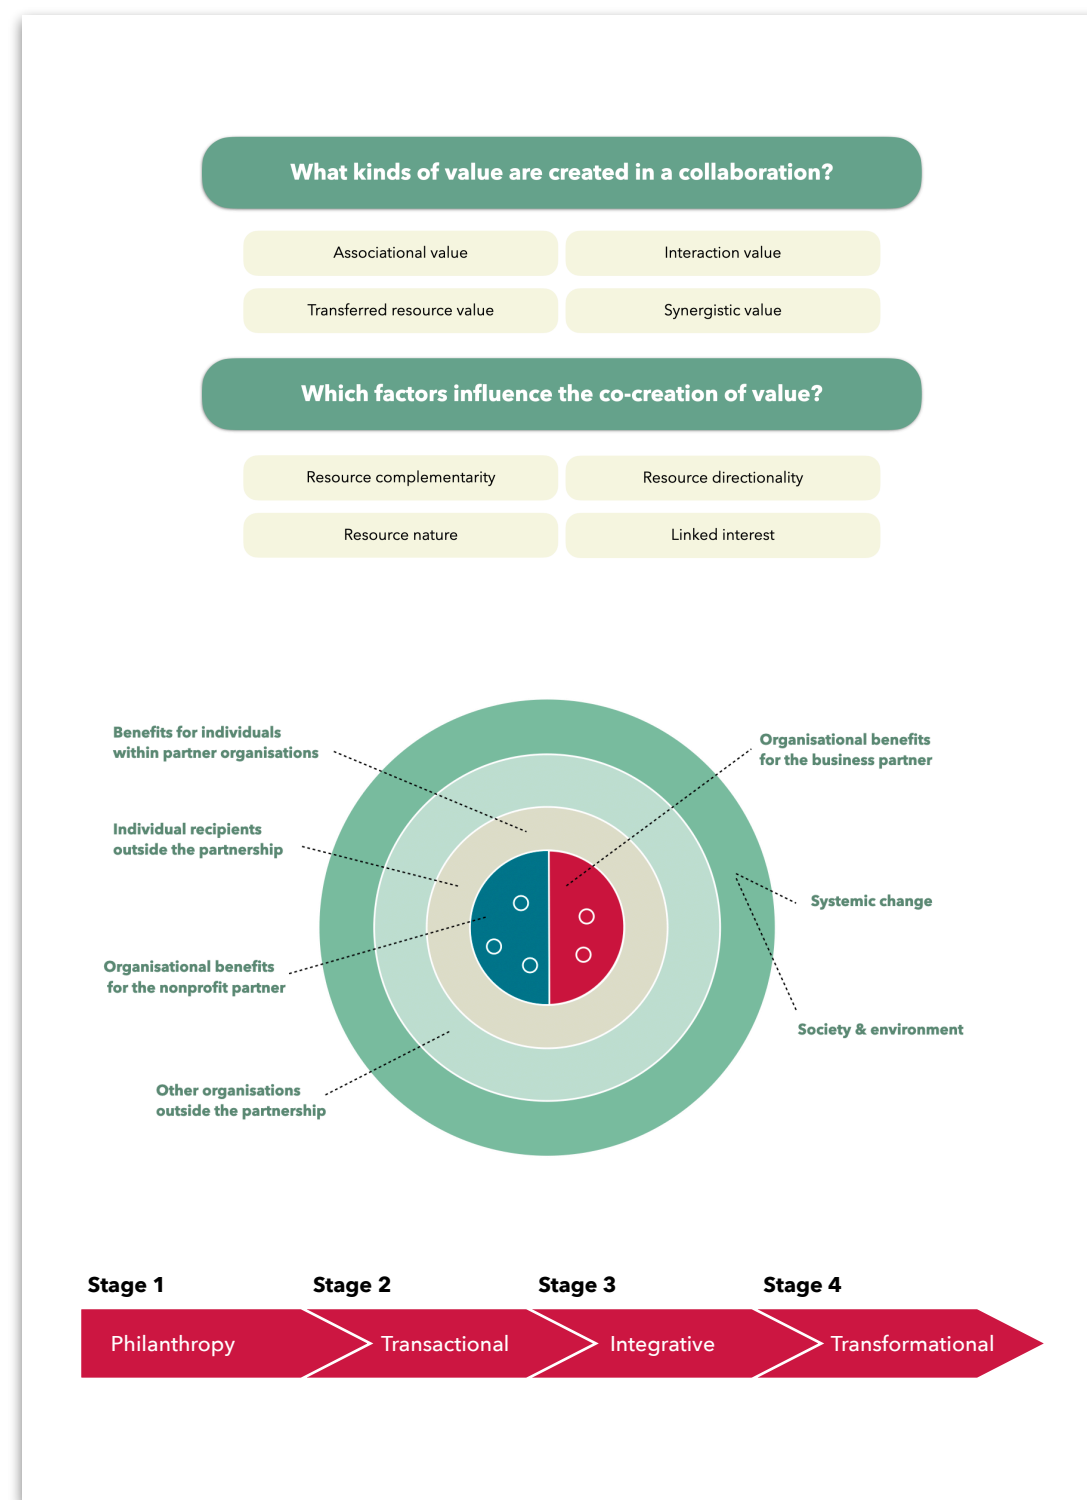 What kinds of value are created in a collaboration?
Associational value
Interaction value
Transferred resource value
Synergistic value
Which factors influence the co-creation of value?
Resource complementarity
Resource directionality
Resource nature
Linked interest
Benefits for individuals
within partner organisations
Organisational benefits
for the business partner
Individual recipients
outside the partnership
Systemic change
Organisational benefits
for the nonprofit partner
Society & environment
Other organisations
outside the partnership
Stage 1
Stage 2
Stage 3
Stage 4
Philanthropy
Transactional
Integrative
Transformational